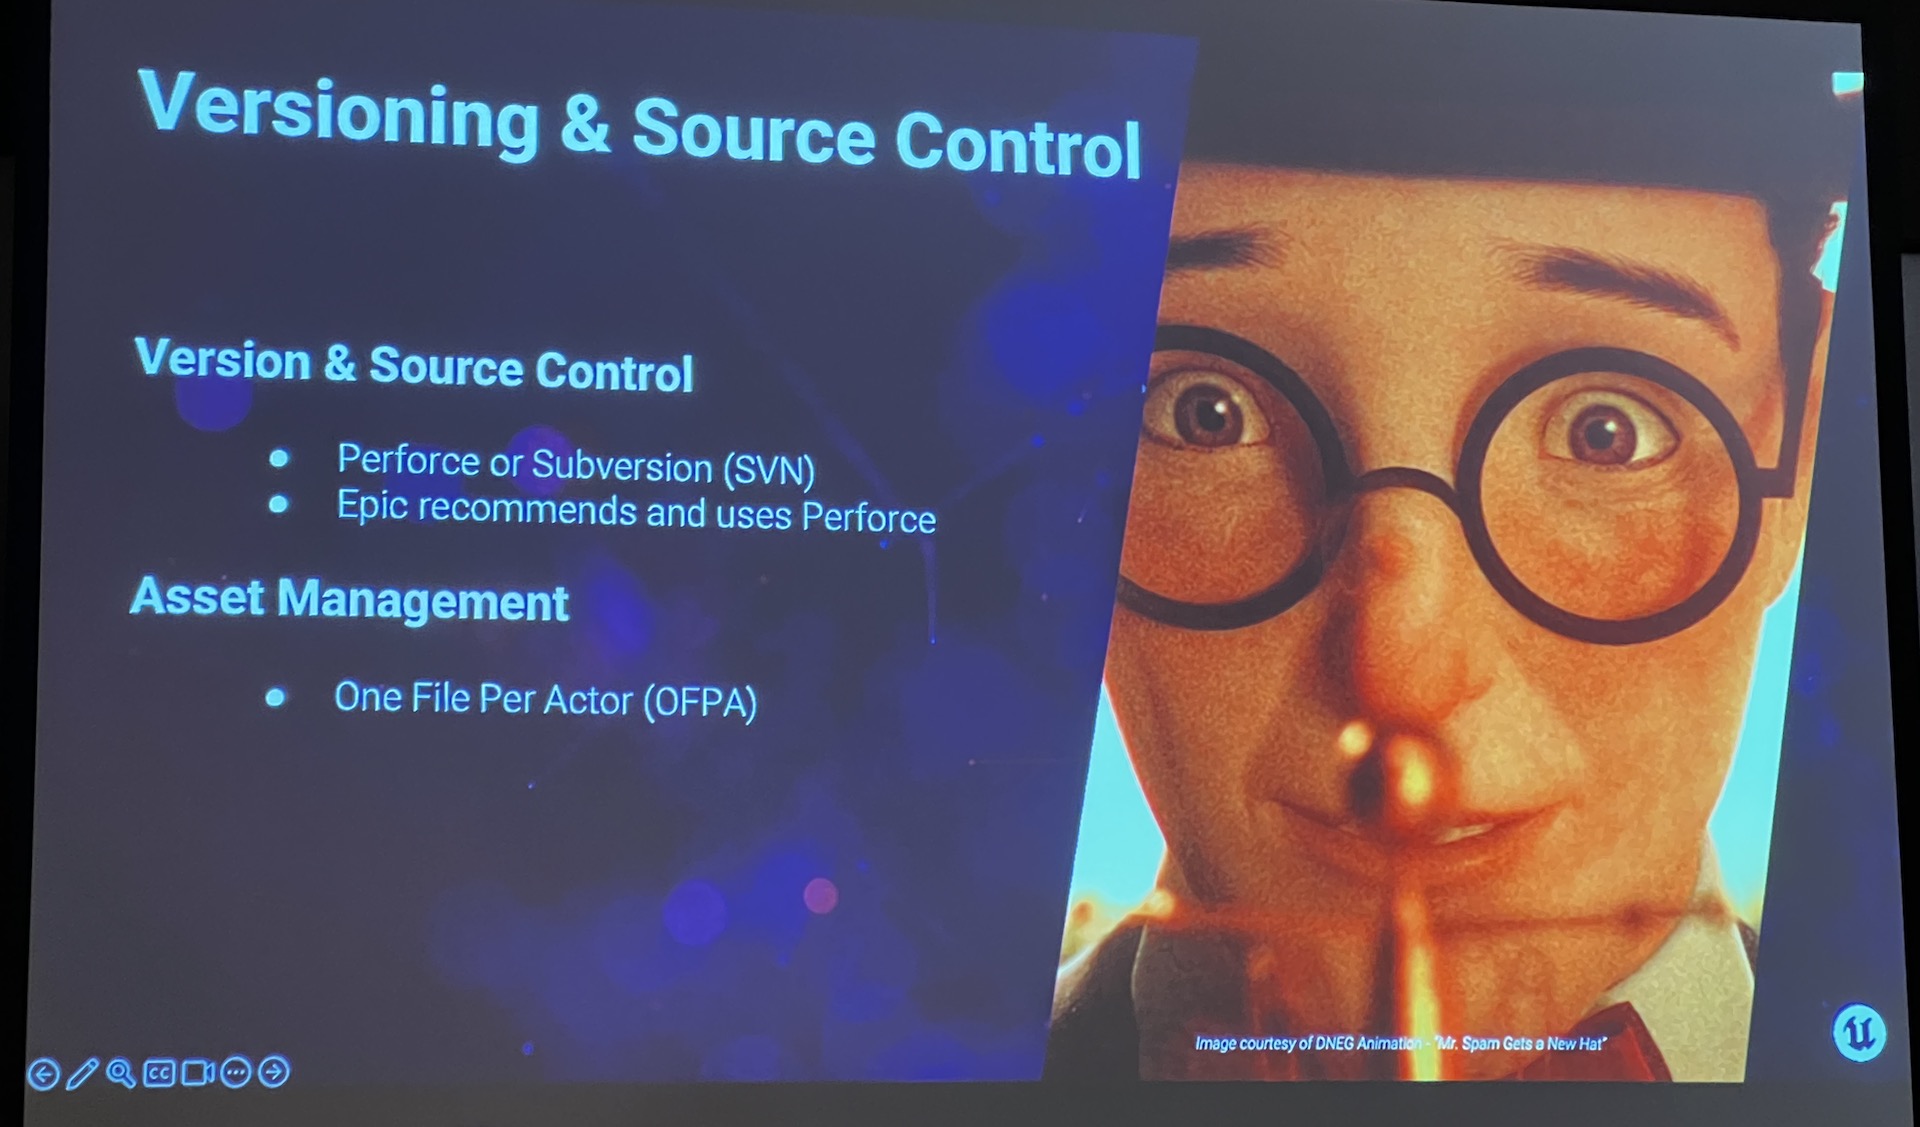 Versioning & Source Control
Version & Source Control
Perforce or Subversion (SVN)
Epic recommends and uses Perforce
Asset Management
One File Per Actor (OFPA)
Image courtesy of DNEG Animation - "Mr. Spam Gets a New Hat"
CC